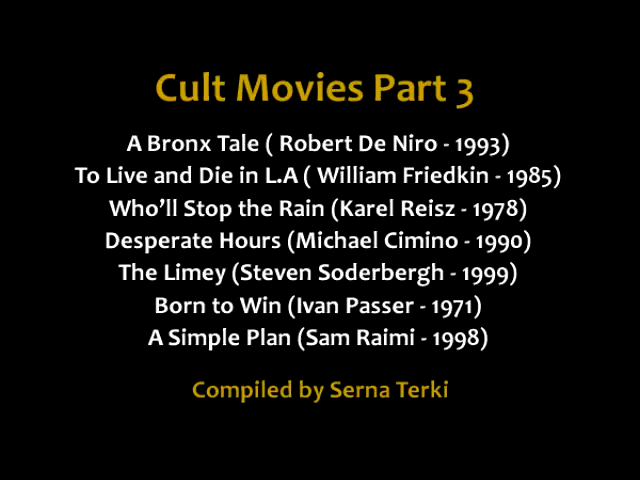 Cult Movies Part 3
A Bronx Tale ( Robert De Niro - 1993)
To Live and Die in L.A ( William Friedkin - 1985)
Who’ll Stop the Rain (Karel Reisz - 1978)
Desperate Hours (Michael Cimino - 1990)
The Limey (Steven Soderbergh - 1999)
Born to Win (Ivan Passer - 1971)
A Simple Plan (Sam Raimi - 1998)
Compiled by Serna Terki